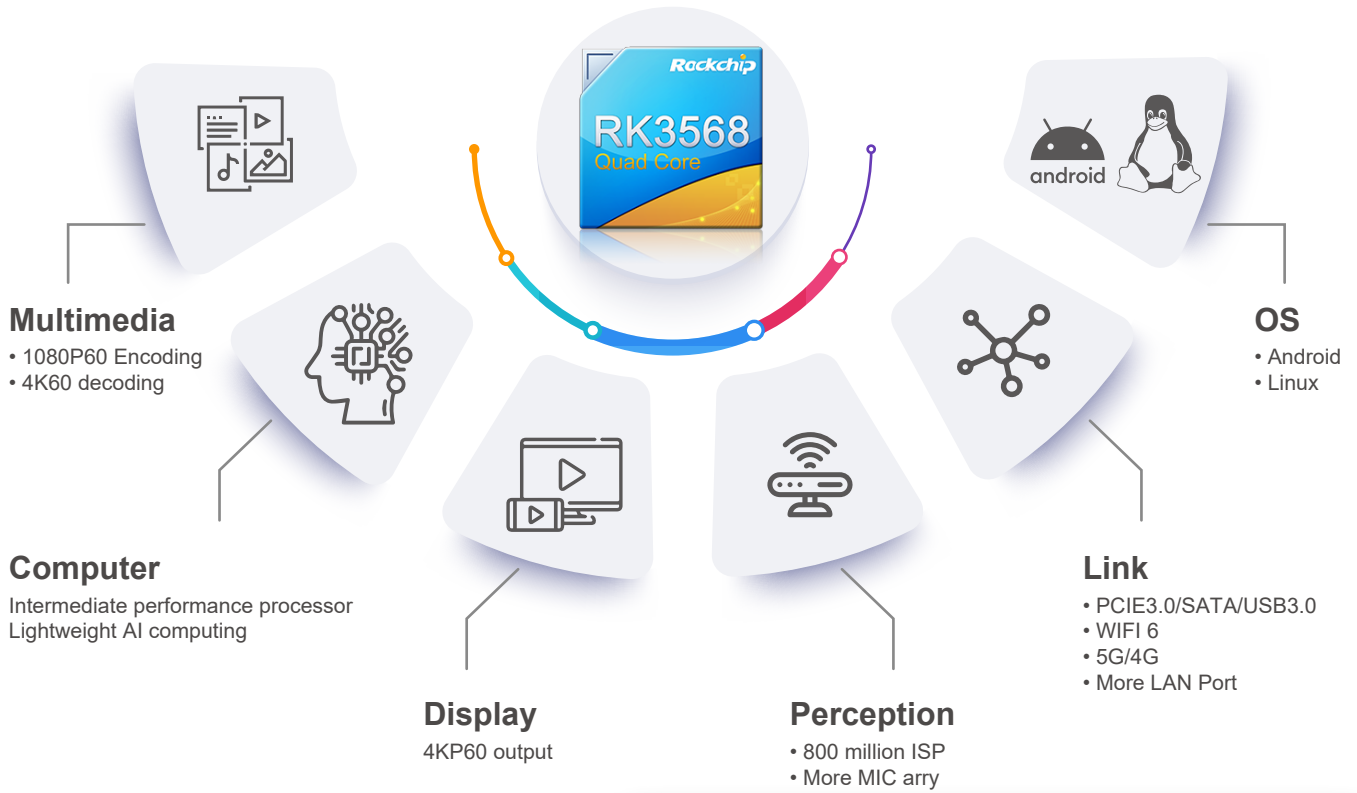 Rockchip
RK3568
Quad Core
android
Multimedia
• 1080P60 Encoding
• 4K60 decoding
OS
• Android
• Linux
Computer
Intermediate performance processor
Lightweight AI computing
Link
• PCIE3.0/SATA/USB3.0
• WIFI 6
• 5G/4G
• More LAN Port
Display
4KP60 output
Perception
• 800 million ISP
• More MIC arry